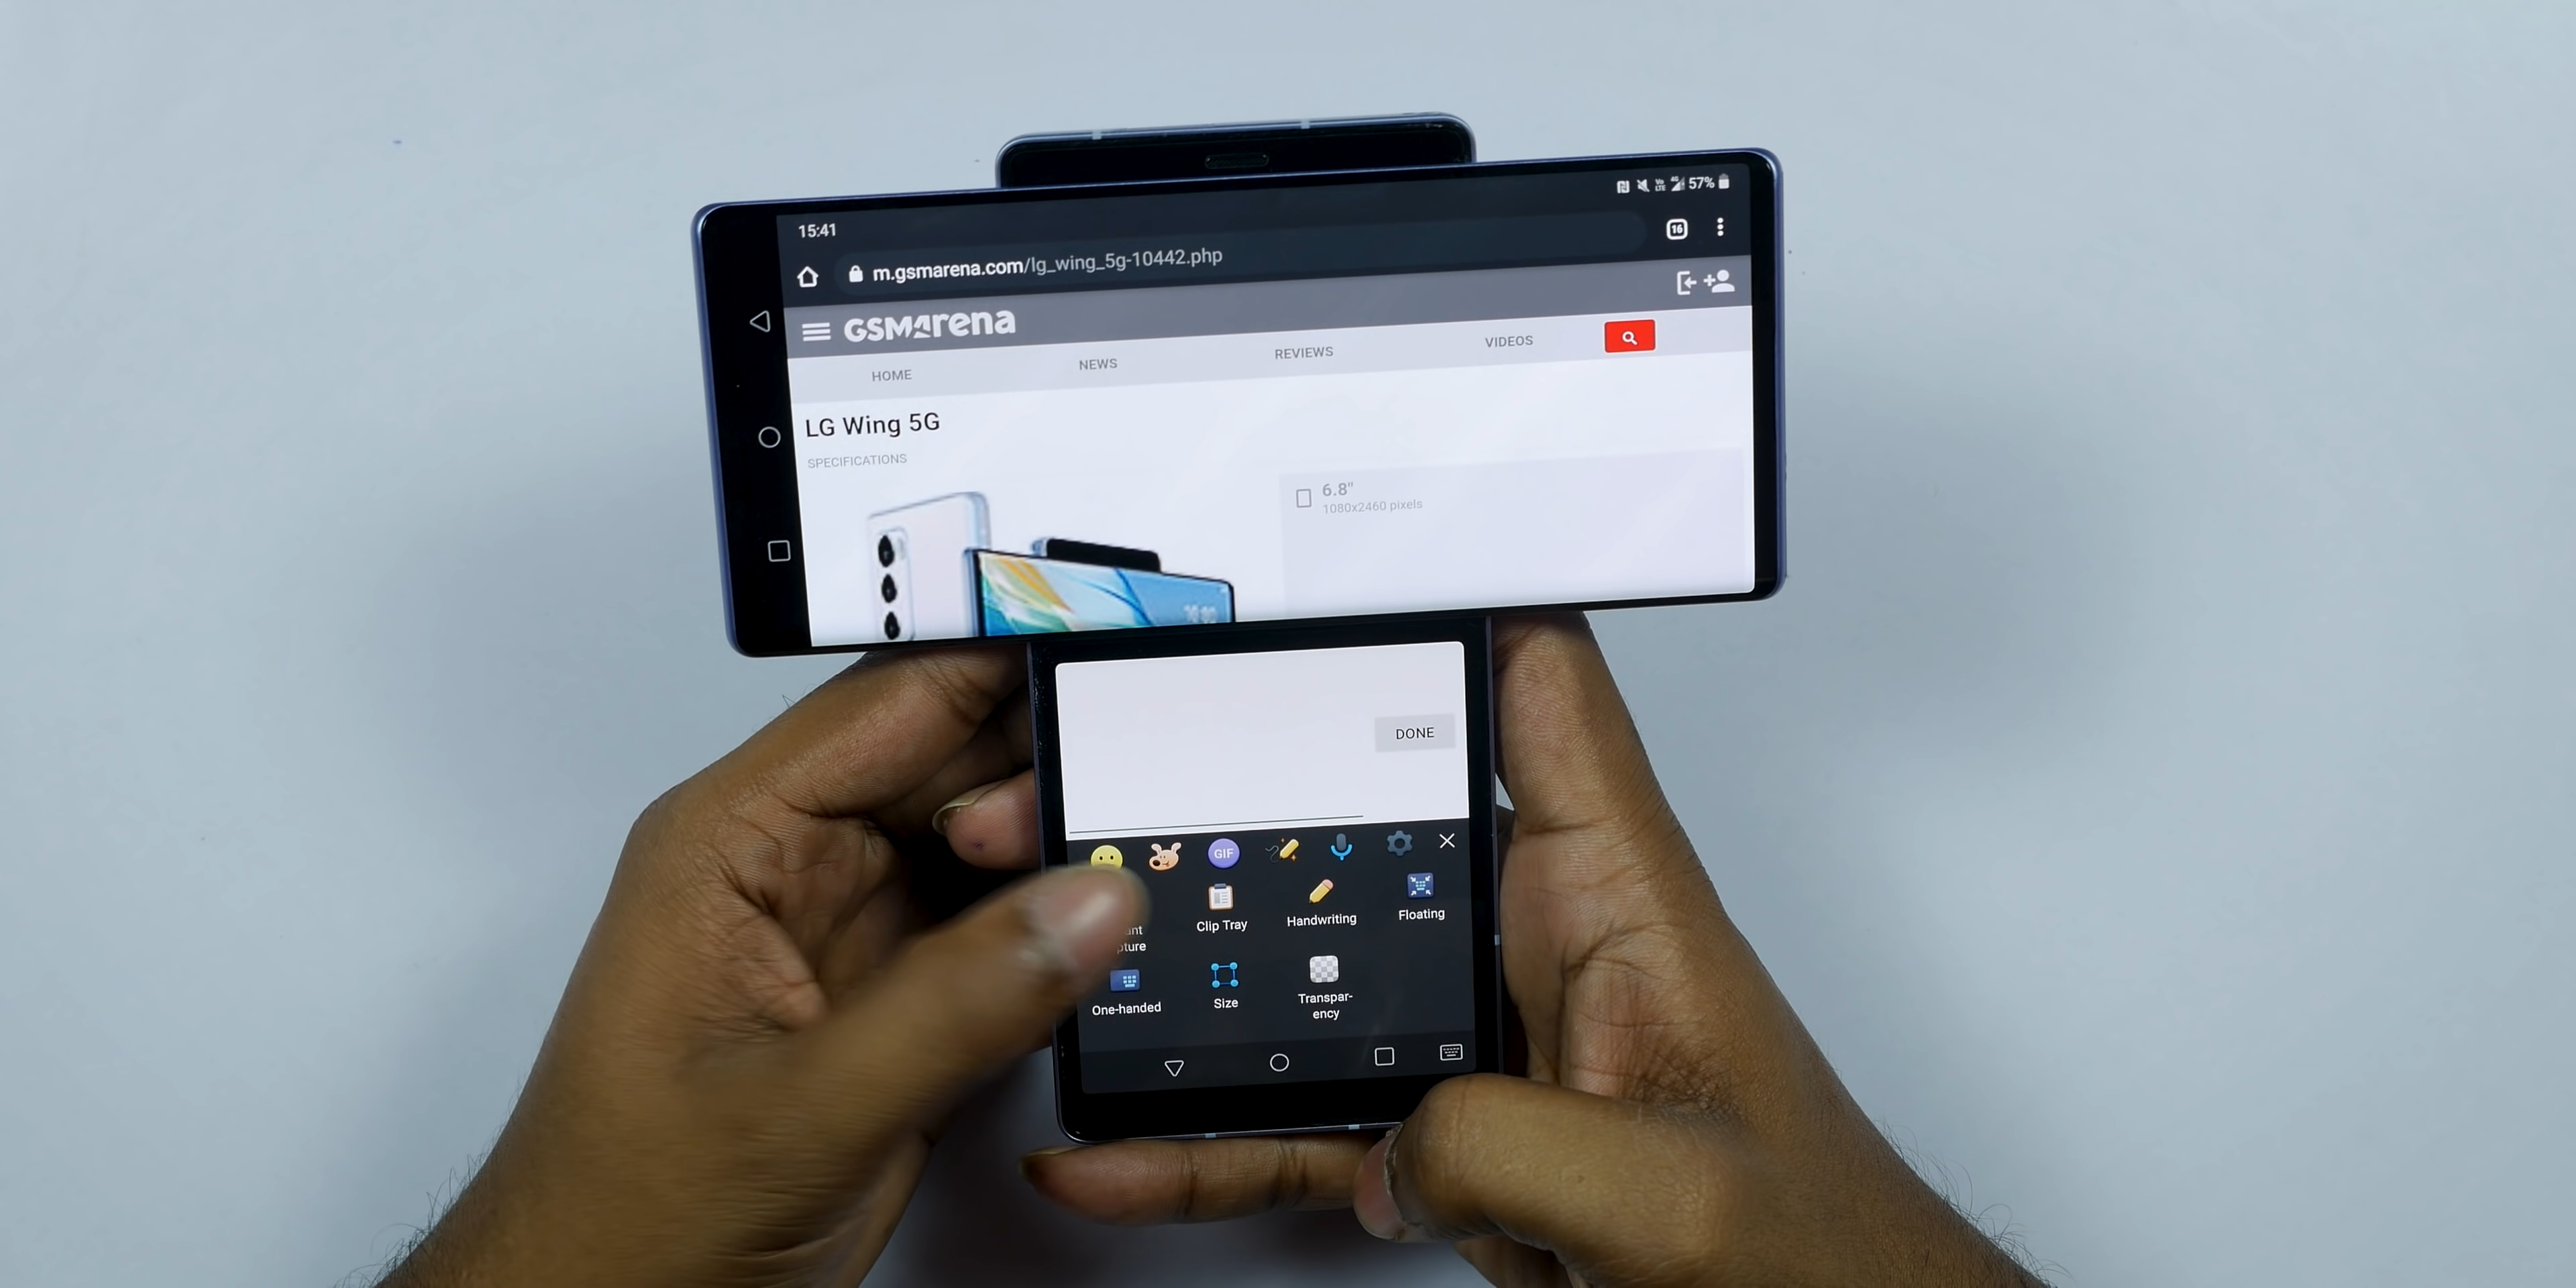 15:41
57%
16
m.gsmarena.com/lg_wing_5g-10442.php
GSMArena
HOME NEWS REVIEWS VIDEOS
LG Wing 5G
SPECIFICATIONS
6.8"
1080x2460 pixels
DONE
GIF
Clip Tray
Handwriting
Floating
One-handed
Size
Transpar-
ency